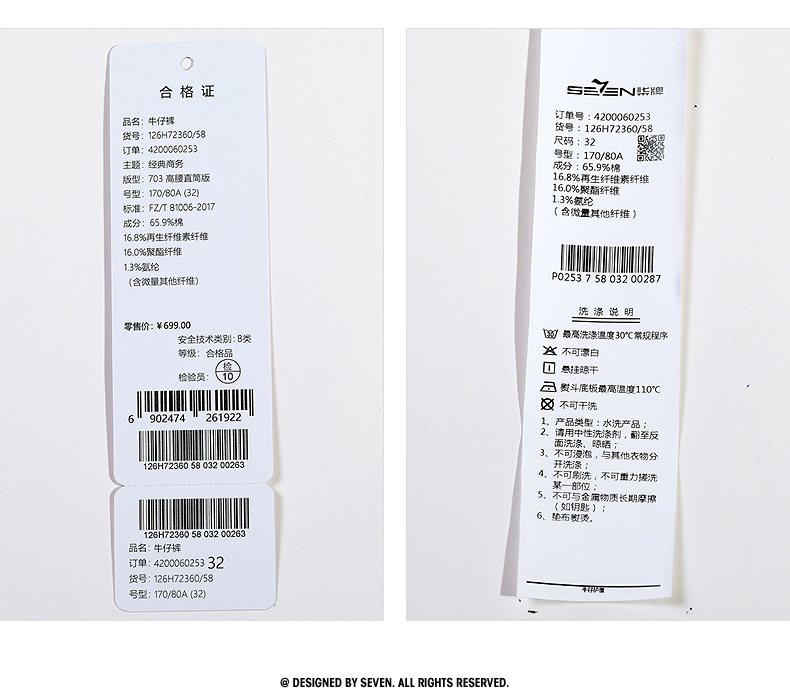 合格证
品名: 牛仔裤
货号: 126H72360/58
订单: 4200060253
主题: 经典商务
版型: 703 高腰直筒版
号型: 170/80A (32)
标准: FZ/T 81006-2017
成分: 65.9%棉
16.8%再生纤维素纤维
16.0%聚酯纤维
1.3%氨纶
(含微量其他纤维)
零售价: ¥699.00
安全技术类别: B类
等级: 合格品
检验员: 检 10
6 902474 261922
126H72360 58 032 00263
126H72360 58 032 00263
品名: 牛仔裤
订单: 4200060253 32
货号: 126H72360/58
号型: 170/80A (32)
SEVEN 柒牌
订单号: 4200060253
货号: 126H72360/58
尺码: 32
号型: 170/80A
成分: 65.9%棉
16.8%再生纤维素纤维
16.0%聚酯纤维
1.3%氨纶
(含微量其他纤维)
P0253 7 58 032 00287
洗涤说明
最高洗涤温度30℃常规程序
不可漂白
悬挂晾干
熨斗底板最高温度110℃
不可干洗
1、产品类型: 水洗产品;
2、请用中性洗涤剂, 翻至反
面洗涤、晾晒;
3、不可浸泡, 与其他衣物分
开洗涤;
4、不可刷洗, 不可重力搓洗
某一部位;
5、不可与金属物质长期摩擦
(如钥匙);
6、垫布熨烫。
@ DESIGNED BY SEVEN. ALL RIGHTS RESERVED.